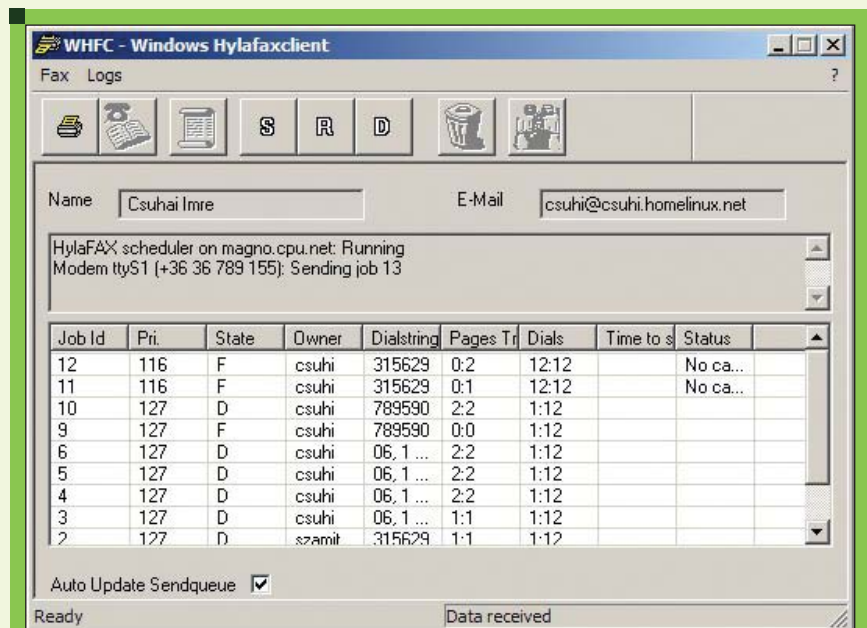 WHFC - Windows Hylafaxclient
Fax Logs ?
S R D
Name Csuhai Imre E-Mail csuhi@csuhi.homelinux.net
HylaFAX scheduler on magno.cpu.net: Running
Modem ttyS1 (+36 36 789 155): Sending job 13
Job Id Pri. State Owner Dialstring Pages Tr Dials Time to s Status
12 116 F csuhi 315629 0:2 12:12 No ca...
11 116 F csuhi 315629 0:1 12:12 No ca...
10 127 D csuhi 789590 2:2 1:12
9 127 F csuhi 789590 0:0 1:12
6 127 D csuhi 06, 1 ... 2:2 1:12
5 127 D csuhi 06, 1 ... 2:2 1:12
4 127 D csuhi 06, 1 ... 2:2 1:12
3 127 D csuhi 06, 1 ... 1:1 1:12
2 127 D szamit 315629 1:1 1:12
Auto Update Sendqueue
Ready Data received